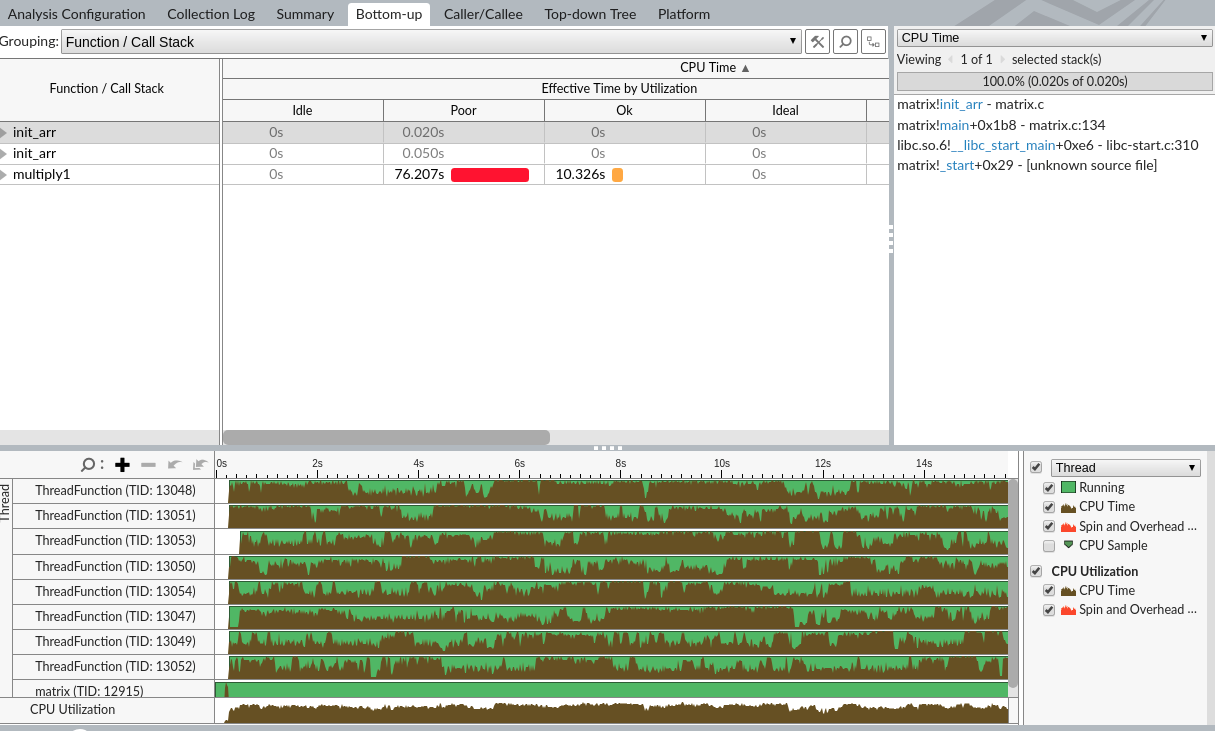 Analysis Configuration Collection Log Summary Bottom-up Caller/Callee Top-down Tree Platform
Grouping: Function / Call Stack
CPU Time ▲
Function / Call Stack
Effective Time by Utilization
Idle Poor Ok Ideal
init_arr 0s 0.020s 0s 0s
init_arr 0s 0.050s 0s 0s
multiply1 0s 76.207s 10.326s 0s
CPU Time
Viewing 1 of 1 selected stack(s)
100.0% (0.020s of 0.020s)
matrix!init_arr - matrix.c
matrix!main+0x1b8 - matrix.c:134
libc.so.6!__libc_start_main+0xe6 - libc-start.c:310
matrix!_start+0x29 - [unknown source file]
0s 2s 4s 6s 8s 10s 12s 14s
Thread
ThreadFunction (TID: 13048)
ThreadFunction (TID: 13051)
ThreadFunction (TID: 13053)
ThreadFunction (TID: 13050)
ThreadFunction (TID: 13054)
ThreadFunction (TID: 13047)
ThreadFunction (TID: 13049)
ThreadFunction (TID: 13052)
matrix (TID: 12915)
CPU Utilization
Thread
Running
CPU Time
Spin and Overhead ...
CPU Sample
CPU Utilization
CPU Time
Spin and Overhead ...